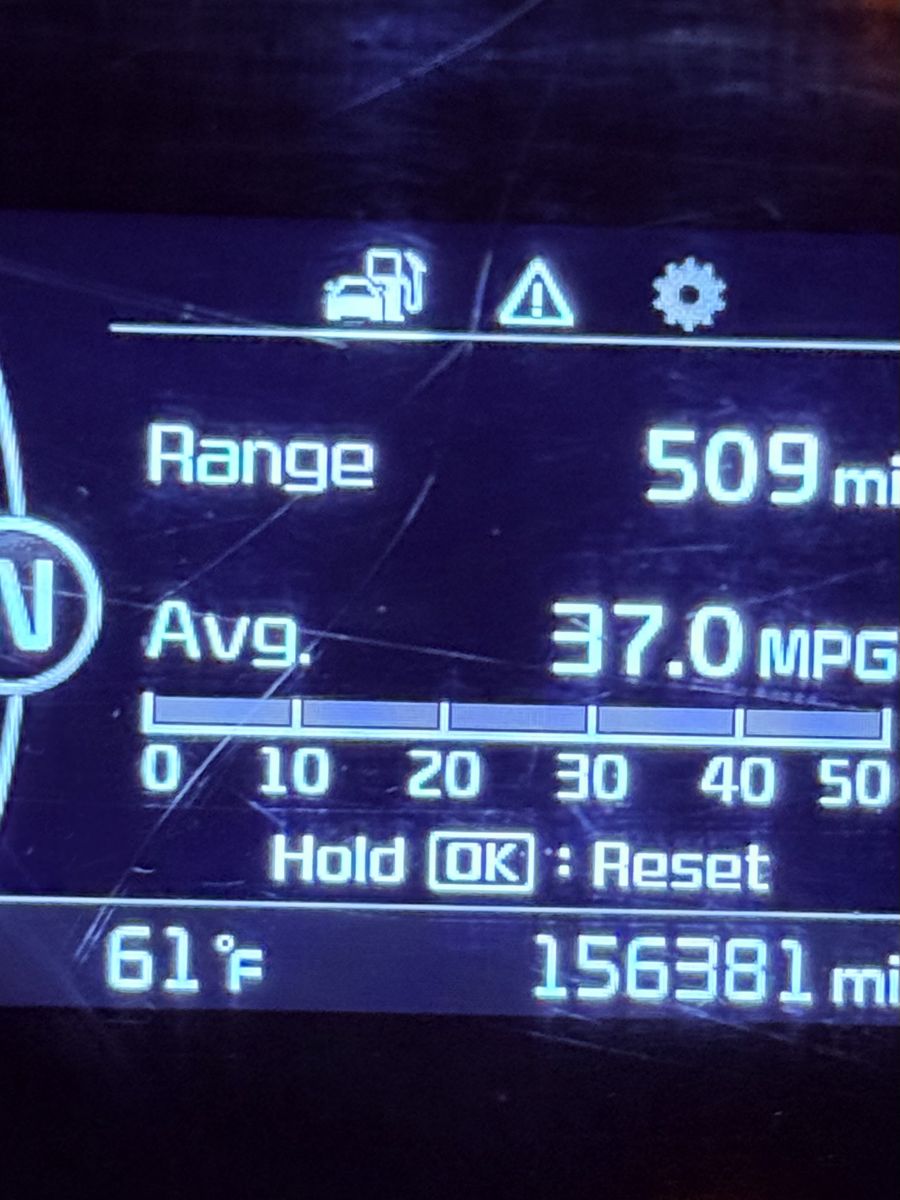 Range 509 mi
N
Avg. 37.0 MPG
0 10 20 30 40 50
Hold OK : Reset
61 °F 156381 mi